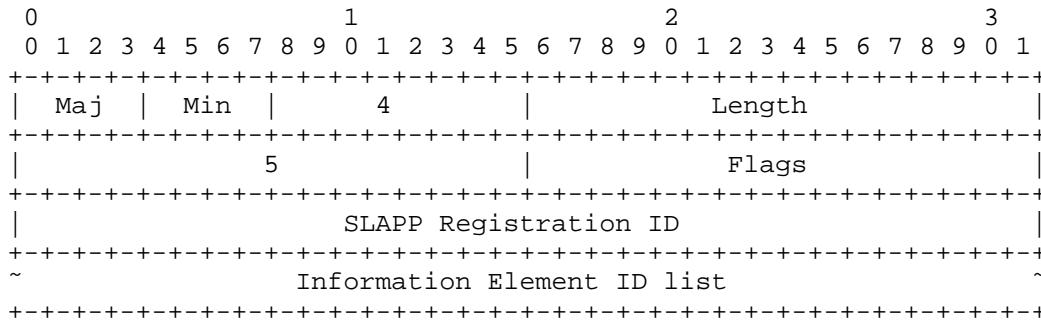 0                   1                   2                   3
 0 1 2 3 4 5 6 7 8 9 0 1 2 3 4 5 6 7 8 9 0 1 2 3 4 5 6 7 8 9 0 1
+-+-+-+-+-+-+-+-+-+-+-+-+-+-+-+-+-+-+-+-+-+-+-+-+-+-+-+-+-+-+-+-+
|  Maj  |  Min  |      4        |           Length              |
+-+-+-+-+-+-+-+-+-+-+-+-+-+-+-+-+-+-+-+-+-+-+-+-+-+-+-+-+-+-+-+-+
|               5               |            Flags              |
+-+-+-+-+-+-+-+-+-+-+-+-+-+-+-+-+-+-+-+-+-+-+-+-+-+-+-+-+-+-+-+-+
|                    SLAPP Registration ID                      |
+-+-+-+-+-+-+-+-+-+-+-+-+-+-+-+-+-+-+-+-+-+-+-+-+-+-+-+-+-+-+-+-+
~                 Information Element ID list                   ~
+-+-+-+-+-+-+-+-+-+-+-+-+-+-+-+-+-+-+-+-+-+-+-+-+-+-+-+-+-+-+-+-+